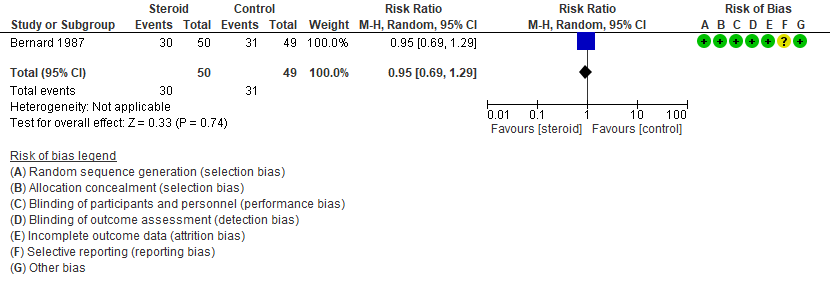 Steroid Control Risk Ratio Risk Ratio Risk of Bias
Study or Subgroup Events Total Events Total Weight M-H, Random, 95% CI M-H, Random, 95% CI A B C D E F G
Bernard 1987 30 50 31 49 100.0% 0.95 [0.69, 1.29] + + + + + ? +
Total (95% CI) 50 49 100.0% 0.95 [0.69, 1.29]
Total events 30 31
Heterogeneity: Not applicable
Test for overall effect: Z = 0.33 (P = 0.74)
0.01 0.1 1 10 100
Favours [steroid] Favours [control]
Risk of bias legend
(A) Random sequence generation (selection bias)
(B) Allocation concealment (selection bias)
(C) Blinding of participants and personnel (performance bias)
(D) Blinding of outcome assessment (detection bias)
(E) Incomplete outcome data (attrition bias)
(F) Selective reporting (reporting bias)
(G) Other bias